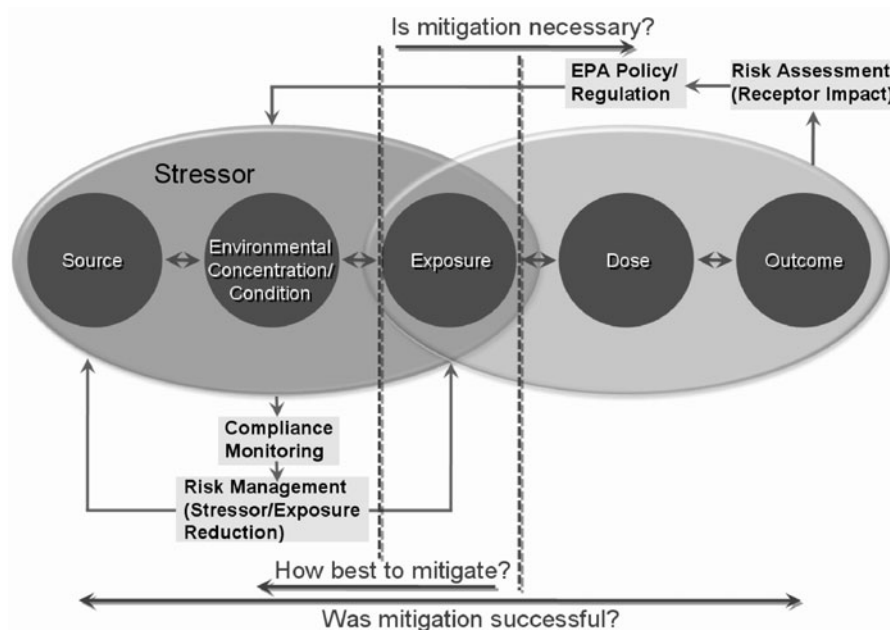 Is mitigation necessary?
EPA Policy/
Regulation
Risk Assessment
(Receptor Impact)
Stressor
Source
Environmental
Concentration/
Condition
Exposure
Dose
Outcome
Compliance
Monitoring
Risk Management
(Stressor/Exposure
Reduction)
How best to mitigate?
Was mitigation successful?